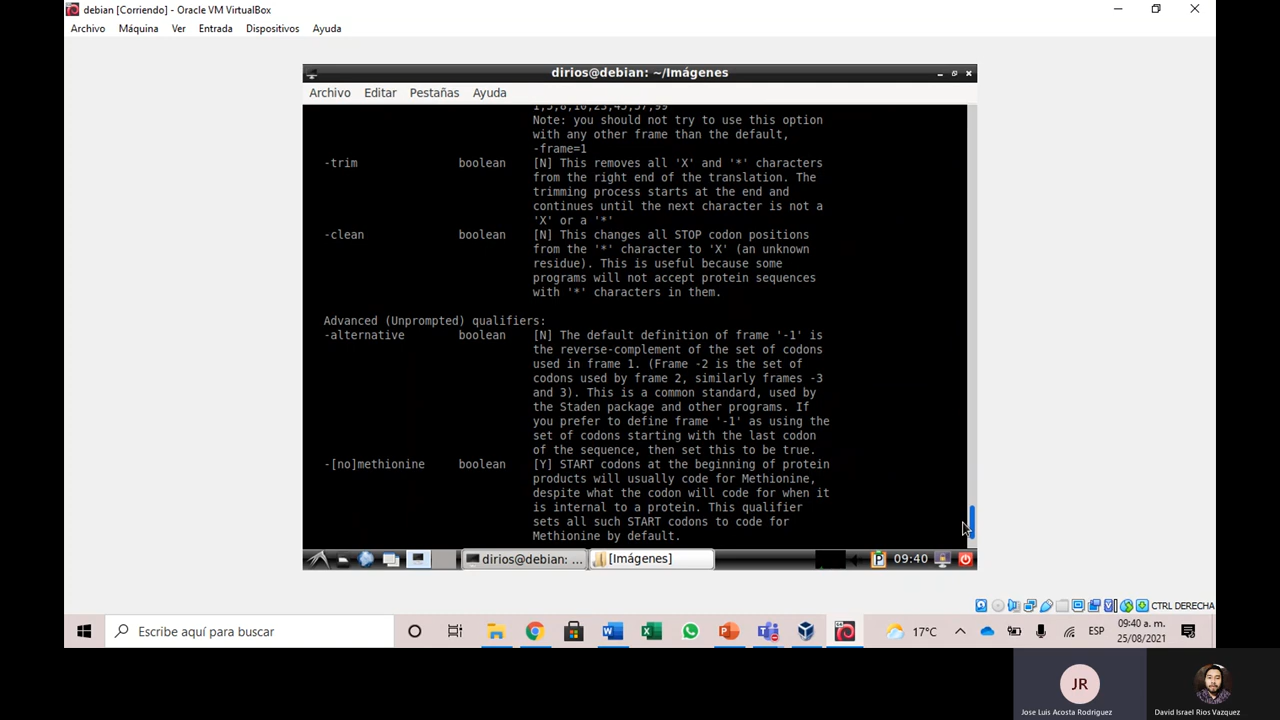 debian [Corriendo] - Oracle VM VirtualBox
Archivo Máquina Ver Entrada Dispositivos Ayuda
dirios@debian: ~/Imágenes
Archivo Editar Pestañas Ayuda
1,5,8,10,23,45,57,99
Note: you should not try to use this option
with any other frame than the default,
-frame=1
-trim boolean [N] This removes all 'X' and '*' characters
from the right end of the translation. The
trimming process starts at the end and
continues until the next character is not a
'X' or a '*'
-clean boolean [N] This changes all STOP codon positions
from the '*' character to 'X' (an unknown
residue). This is useful because some
programs will not accept protein sequences
with '*' characters in them.
Advanced (Unprompted) qualifiers:
-alternative boolean [N] The default definition of frame '-1' is
the reverse-complement of the set of codons
used in frame 1. (Frame -2 is the set of
codons used by frame 2, similarly frames -3
and 3). This is a common standard, used by
the Staden package and other programs. If
you prefer to define frame '-1' as using the
set of codons starting with the last codon
of the sequence, then set this to be true.
-[no]methionine boolean [Y] START codons at the beginning of protein
products will usually code for Methionine,
despite what the codon will code for when it
is internal to a protein. This qualifier
sets all such START codons to code for
Methionine by default.
dirios@debian: ... [Imágenes] 09:40
CTRL DERECHA
Escribe aquí para buscar 17°C ESP 09:40 a. m.
25/08/2021
JR
Jose Luis Acosta Rodriguez David Israel Rios Vazquez